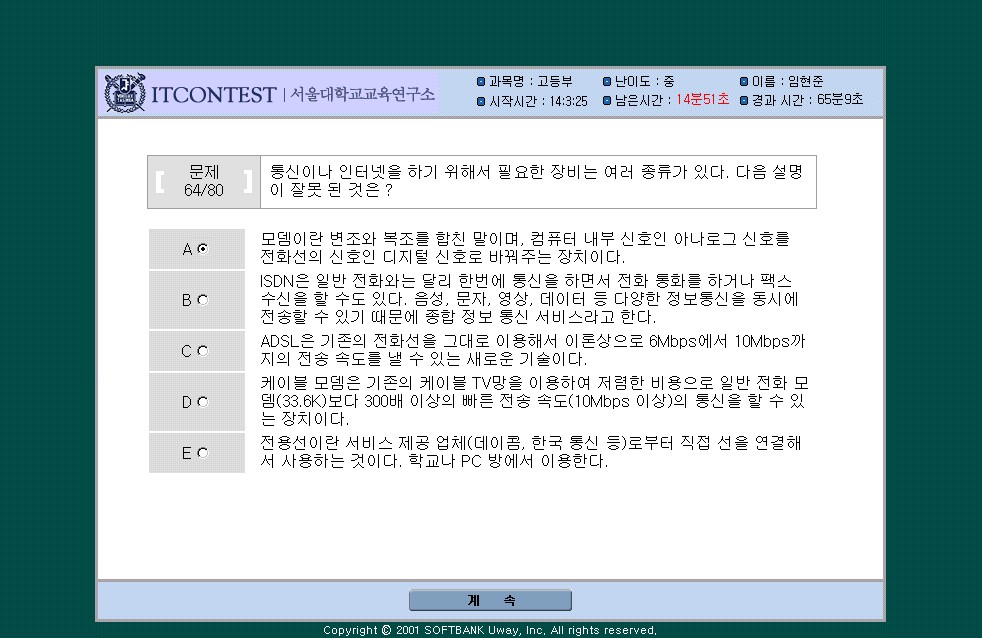 ITCONTEST | 서울대학교교육연구소
과목명 : 고등부 난이도 : 중 이름 : 임현준
시작시간 : 14:3:25 남은시간 : 14분51초 경과 시간 : 65분9초
문제
64/80
통신이나 인터넷을 하기 위해서 필요한 장비는 여러 종류가 있다. 다음 설명
이 잘못 된 것은 ?
A
모뎀이란 변조와 복조를 합친 말이며, 컴퓨터 내부 신호인 아나로그 신호를
전화선의 신호인 디지털 신호로 바꿔주는 장치이다.
B
ISDN은 일반 전화와는 달리 한번에 통신을 하면서 전화 통화를 하거나 팩스
수신을 할 수도 있다. 음성, 문자, 영상, 데이터 등 다양한 정보통신을 동시에
전송할 수 있기 때문에 종합 정보 통신 서비스라고 한다.
C
ADSL은 기존의 전화선을 그대로 이용해서 이론상으로 6Mbps에서 10Mbps까
지의 전송 속도를 낼 수 있는 새로운 기술이다.
D
케이블 모뎀은 기존의 케이블 TV망을 이용하여 저렴한 비용으로 일반 전화 모
뎀(33.6K)보다 300배 이상의 빠른 전송 속도(10Mbps 이상)의 통신을 할 수 있
는 장치이다.
E
전용선이란 서비스 제공 업체(데이콤, 한국 통신 등)로부터 직접 선을 연결해
서 사용하는 것이다. 학교나 PC 방에서 이용한다.
계 속
Copyright © 2001 SOFTBANK Uway, Inc. All rights reserved.